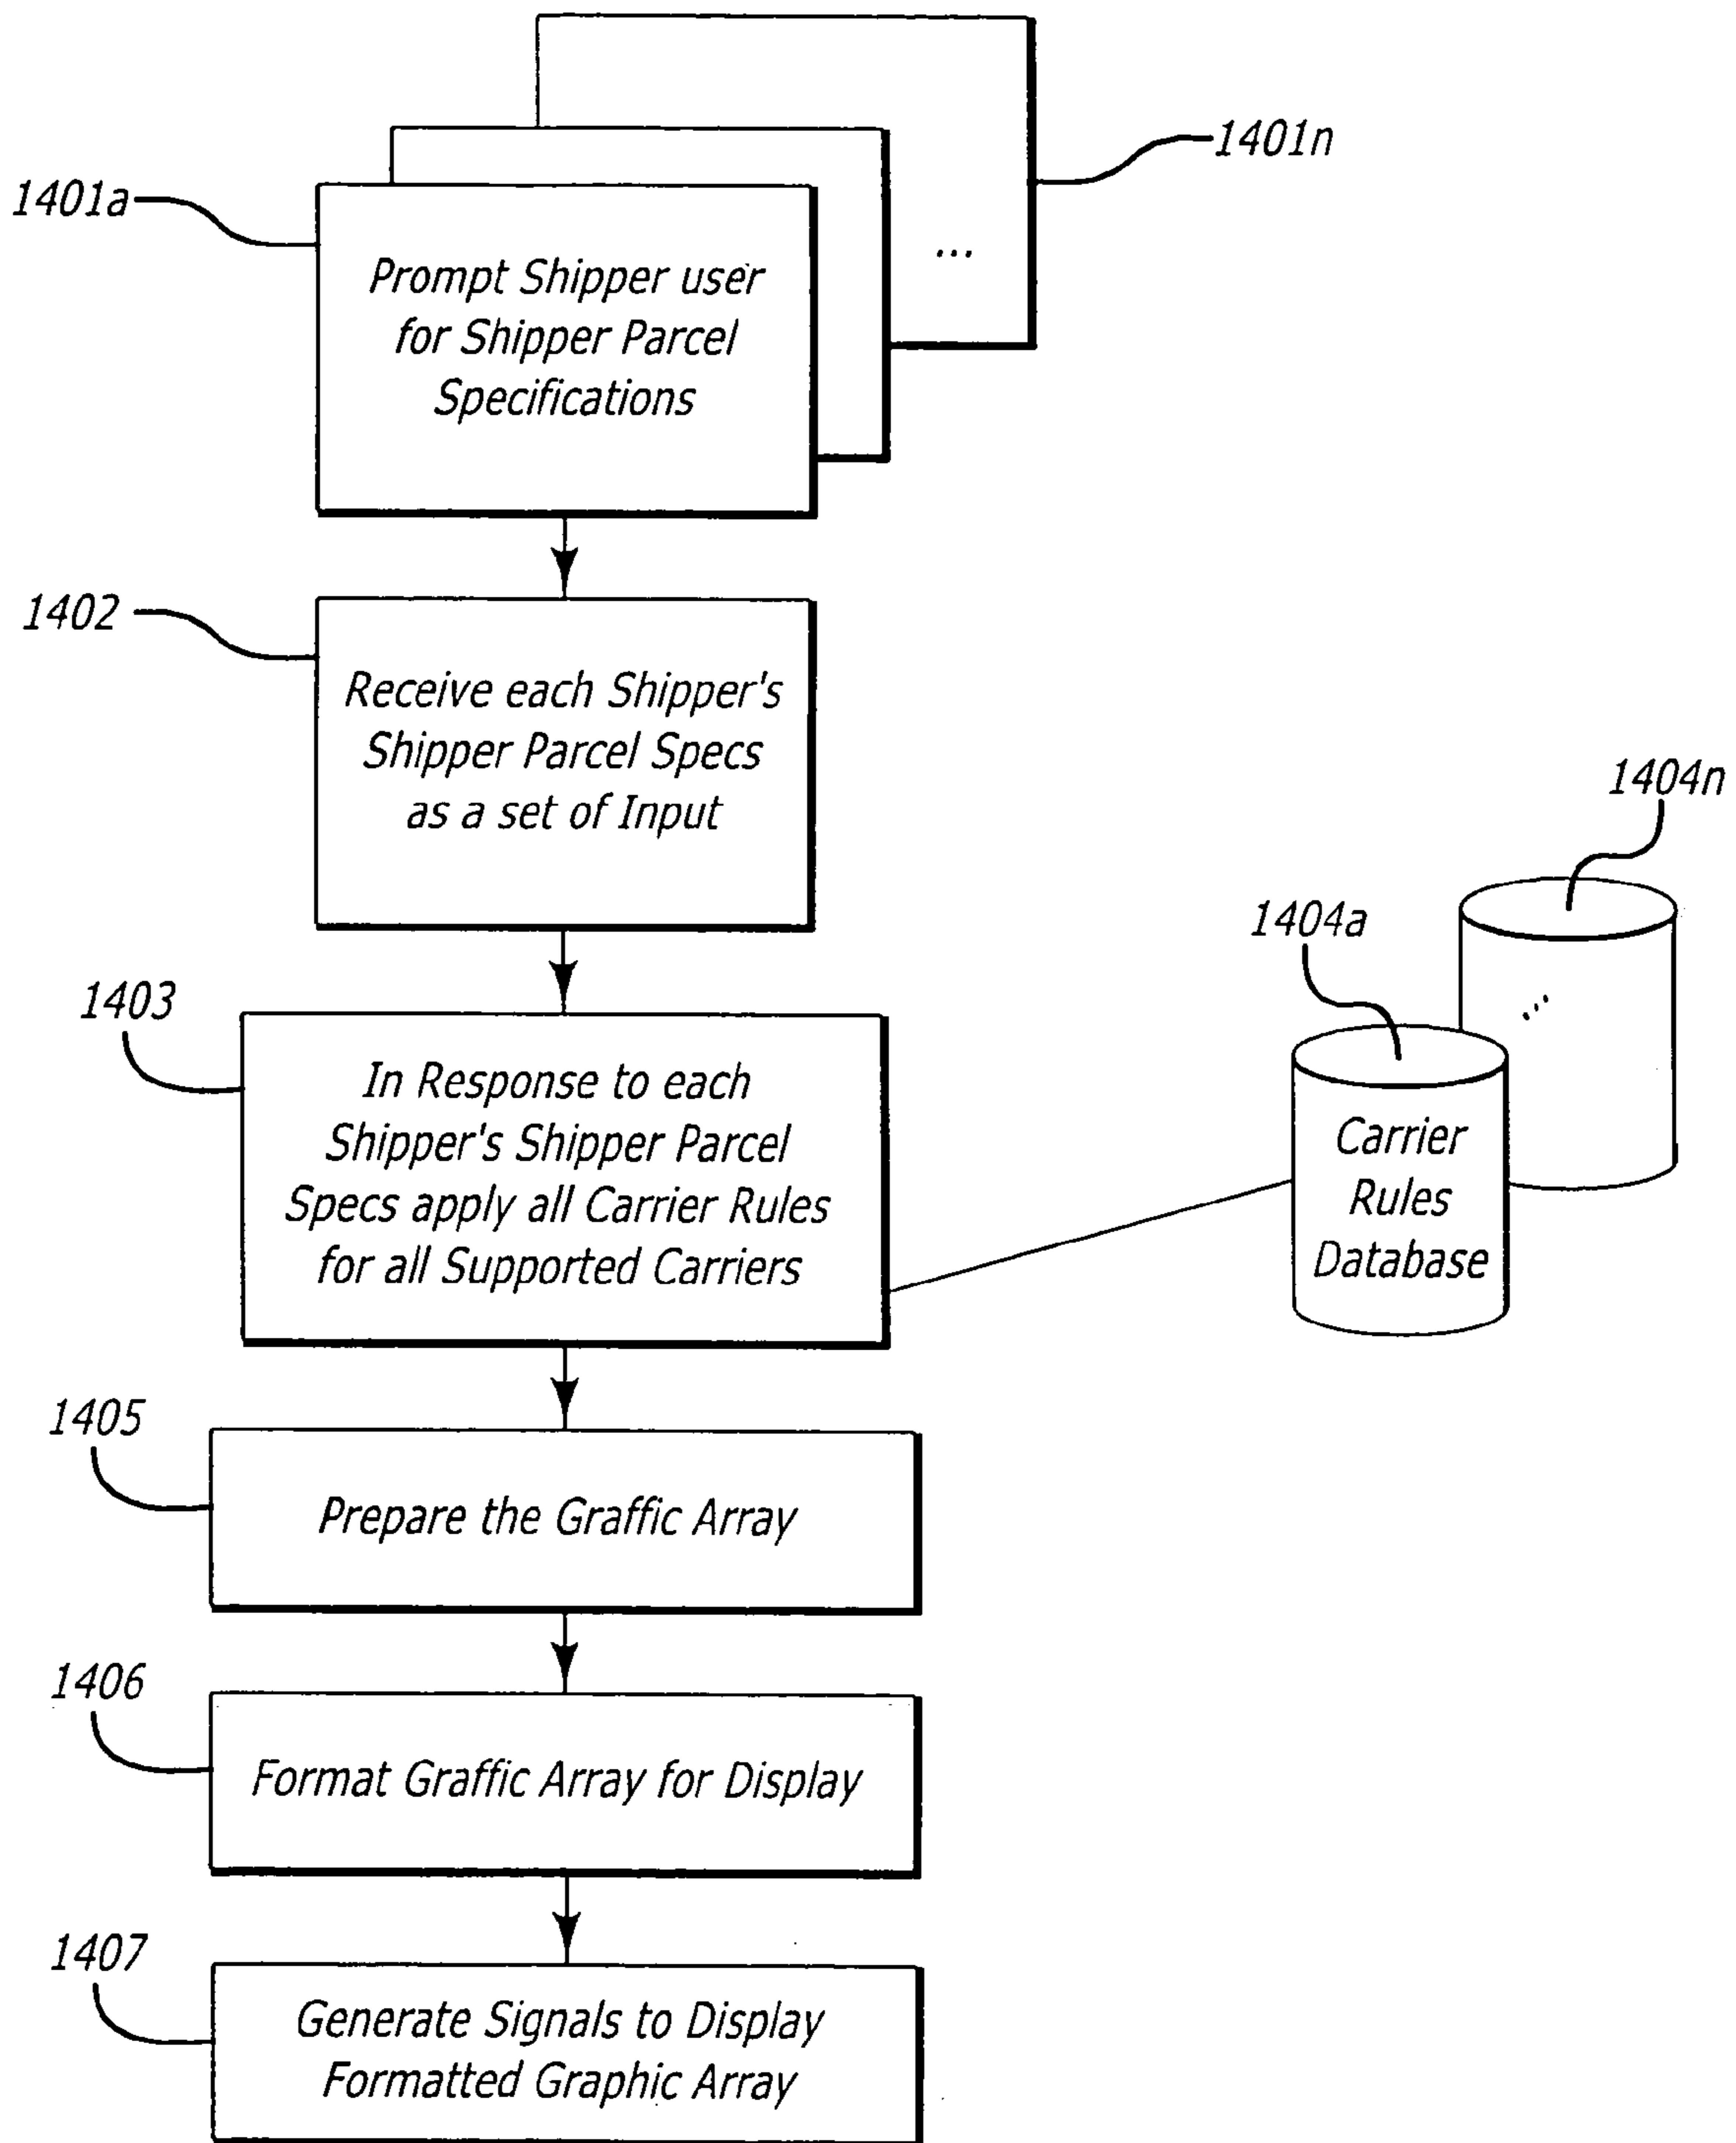 1401n
1401a
...
Prompt Shipper user
for Shipper Parcel
Specifications
1402
Receive each Shipper's
Shipper Parcel Specs
as a set of Input
1404n
1404a
...
1403
In Response to each
Shipper's Shipper Parcel
Specs apply all Carrier Rules
for all Supported Carriers
Carrier
Rules
Database
1405
Prepare the Graffic Array
1406
Format Graffic Array for Display
1407
Generate Signals to Display
Formatted Graphic Array